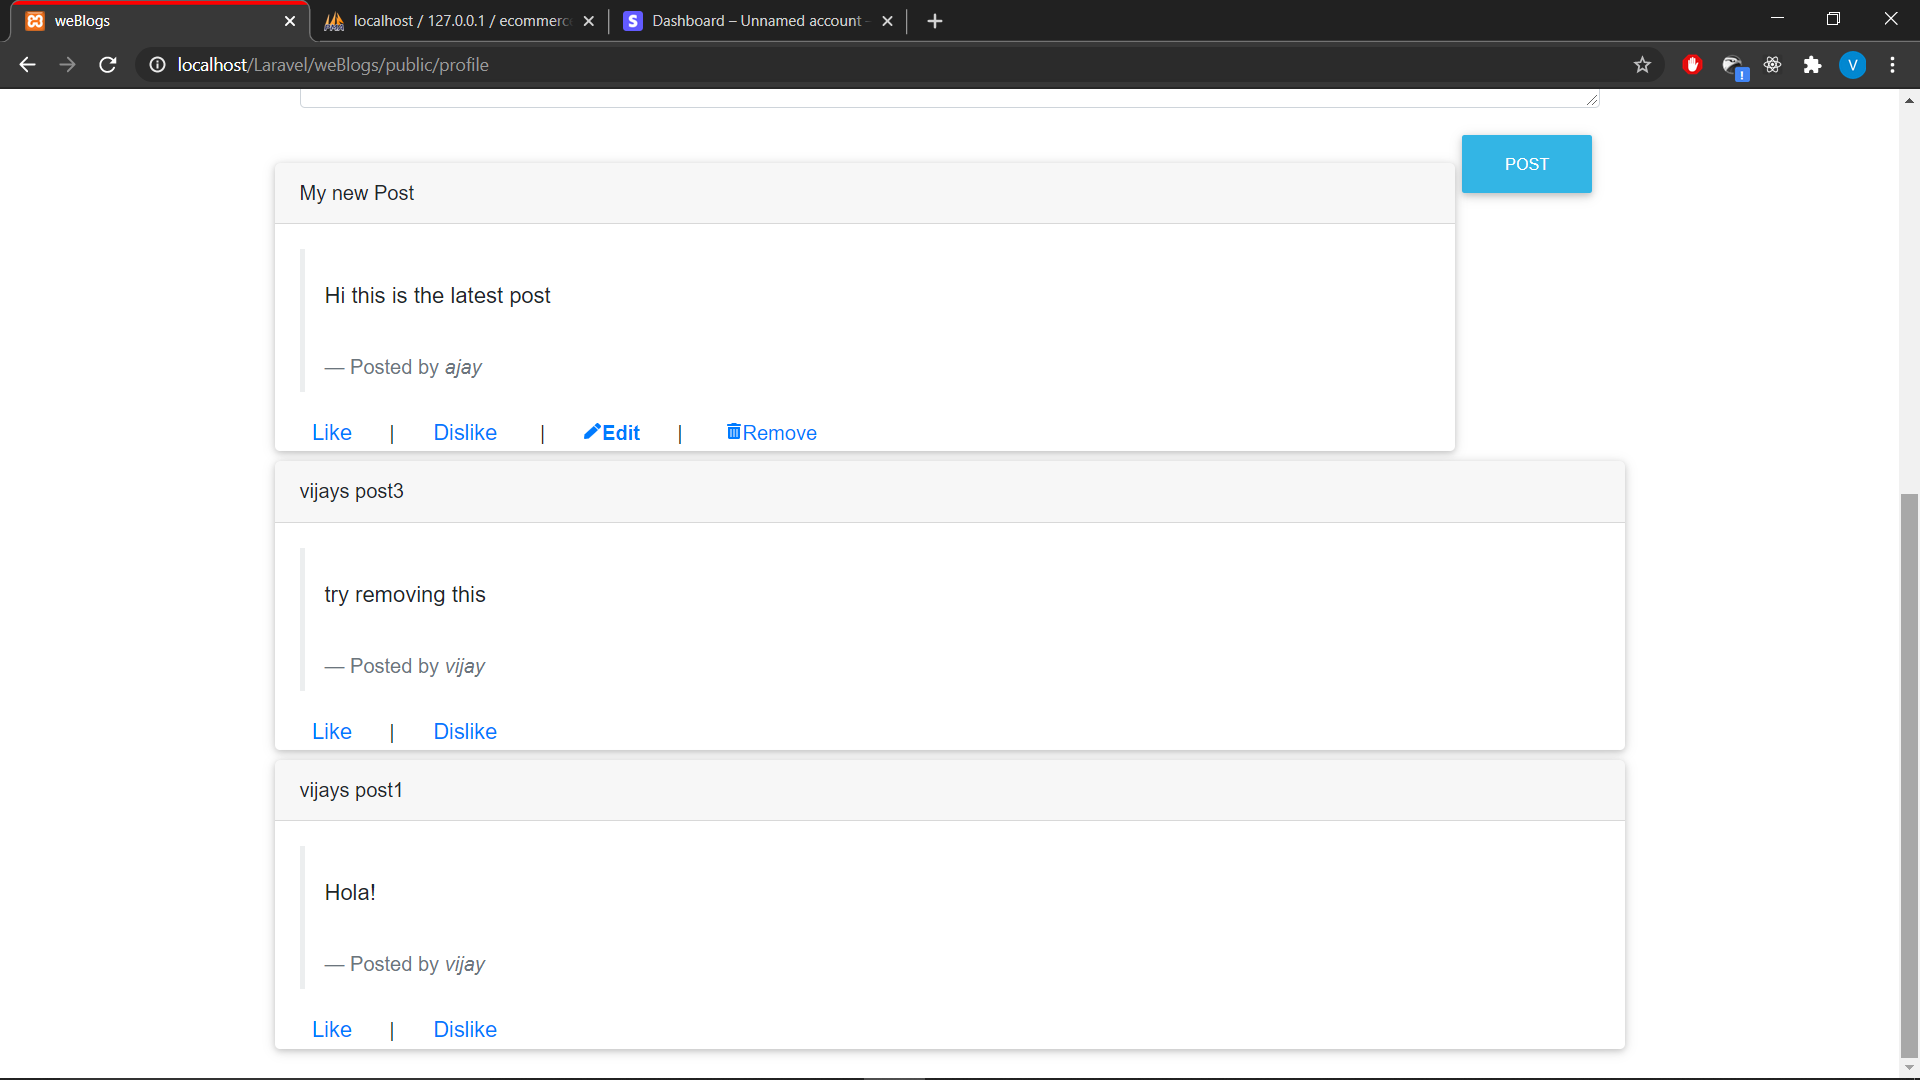 weBlogs
localhost / 127.0.0.1 / ecommerc
S Dashboard – Unnamed account -
localhost/Laravel/weBlogs/public/profile
V
POST
My new Post
Hi this is the latest post
— Posted by ajay
Like | Dislike | Edit | Remove
vijays post3
try removing this
— Posted by vijay
Like | Dislike
vijays post1
Hola!
— Posted by vijay
Like | Dislike